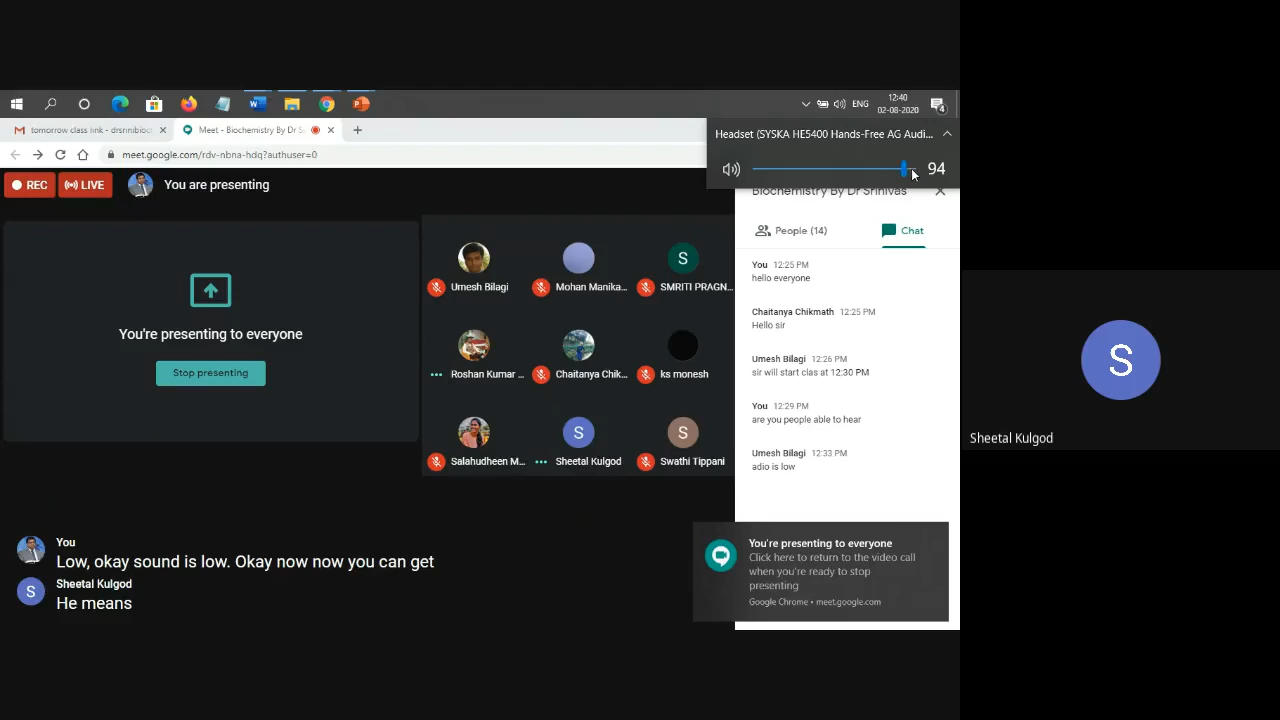 ENG
12:40
02-08-2020
4
tomorrow class link - drsrinibioc
Meet - Biochemistry By Dr S
meet.google.com/rdv-nbna-hdq?authuser=0
Headset (SYSKA HE5400 Hands-Free AG Audi...
94
REC
LIVE
You are presenting
Biochemistry By Dr Srinivas
People (14)
Chat
You're presenting to everyone
Stop presenting
Umesh Bilagi
Mohan Manika...
S
SMRITI PRAGN...
Roshan Kumar ...
Chaitanya Chik...
ks monesh
Salahudheen M...
S
Sheetal Kulgod
S
Swathi Tippani
You 12:25 PM
hello everyone
Chaitanya Chikmath 12:25 PM
Hello sir
Umesh Bilagi 12:26 PM
sir will start clas at 12:30 PM
You 12:29 PM
are you people able to hear
Umesh Bilagi 12:33 PM
adio is low
You
Low, okay sound is low. Okay now now you can get
S
Sheetal Kulgod
He means
You're presenting to everyone
Click here to return to the video call
when you're ready to stop
presenting
Google Chrome • meet.google.com
S
Sheetal Kulgod